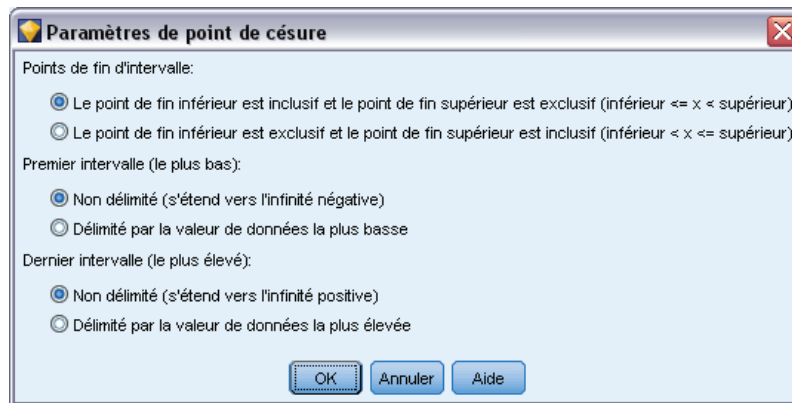 Paramètres de point de césure
Points de fin d'intervalle:
Le point de fin inférieur est inclusif et le point de fin supérieur est exclusif (inférieur <= x < supérieur)
Le point de fin inférieur est exclusif et le point de fin supérieur est inclusif (inférieur < x <= supérieur)
Premier intervalle (le plus bas):
Non délimité (s'étend vers l'infinité négative)
Délimité par la valeur de données la plus basse
Dernier intervalle (le plus élevé):
Non délimité (s'étend vers l'infinité positive)
Délimité par la valeur de données la plus élevée
OK Annuler Aide